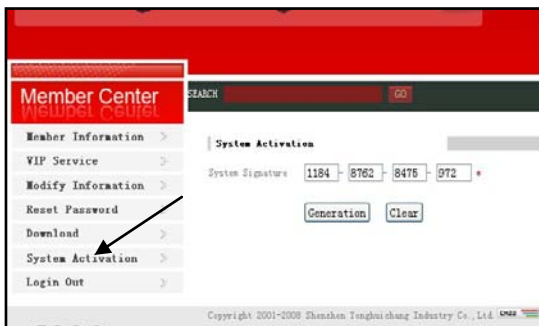 SEARCH GO
Member Center
Member Information
VIP Service
Modify Information
Reset Password
Download
System Activation
Login Out
System Activation
System Signature 1184 - 8762 - 8475 - 972 *
Generation Clear
Copyright 2001-2008 Shenzhen Tonghuichang Industry Co., Ltd.